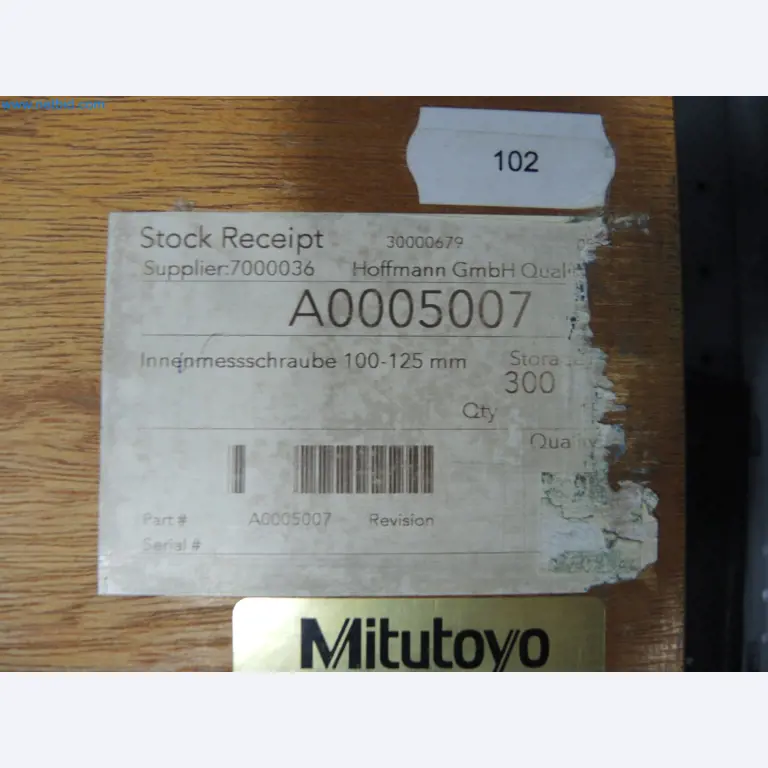 102
Stock Receipt 30000679
Supplier:7000036 Hoffmann GmbH
A0005007
Innenmessschraube 100-125 mm
300
Qty
Part # A0005007 Revision
Serial #
Mitutoyo